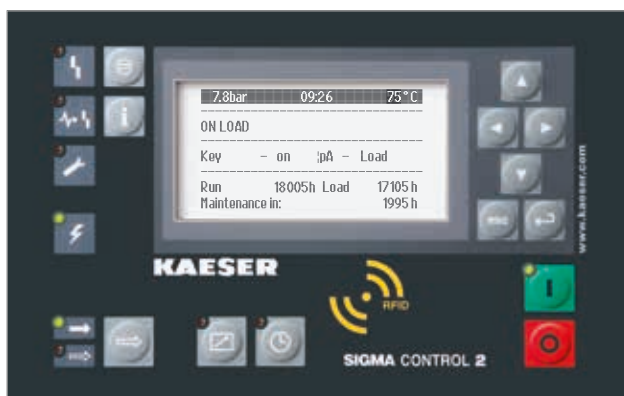 7.8bar 09:26 75°C
ON LOAD
Key - on pA - Load
Run 18005h Load 17105h
Maintenance in: 1995h
esc
www.kaeser.com
KAESER
RFID
I
SIGMA CONTROL 2